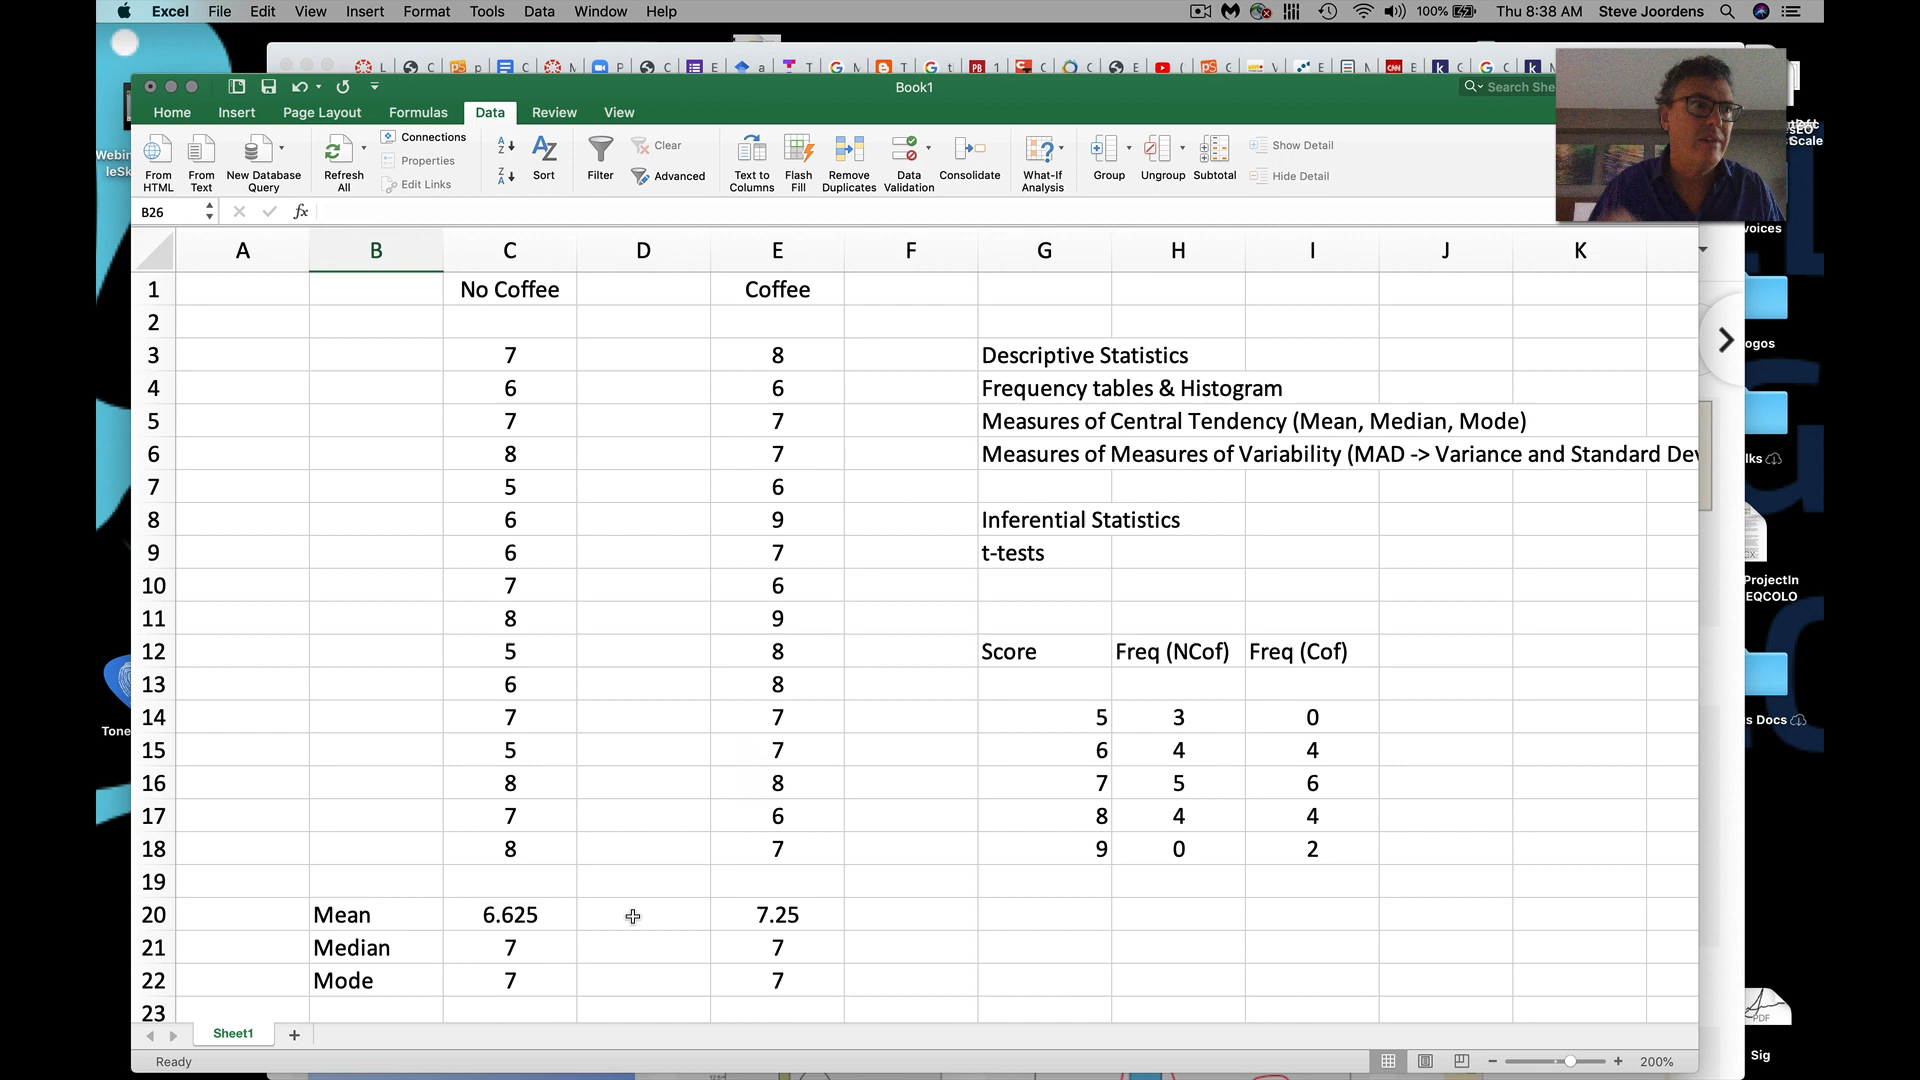 Excel File Edit View Insert Format Tools Data Window Help 100% Thu 8:38 AM Steve Joordens
Book1
Search She
Home Insert Page Layout Formulas Data Review View
From HTML
From Text
New Database Query
Refresh All
Connections
Properties
Edit Links
Sort
Filter
Clear
Advanced
Text to Columns
Flash Fill
Remove Duplicates
Data Validation
Consolidate
What-If Analysis
Group
Ungroup
Subtotal
Show Detail
Hide Detail
B26 fx
A B C D E F G H I J K
1 No Coffee Coffee
2
3 7 8 Descriptive Statistics
4 6 6 Frequency tables & Histogram
5 7 7 Measures of Central Tendency (Mean, Median, Mode)
6 8 7 Measures of Measures of Variability (MAD -> Variance and Standard Dev
7 5 6
8 6 9 Inferential Statistics
9 6 7 t-tests
10 7 6
11 8 9
12 5 8 Score Freq (NCof) Freq (Cof)
13 6 8
14 7 7 5 3 0
15 5 7 6 4 4
16 8 8 7 5 6
17 7 6 8 4 4
18 8 7 9 0 2
19
20 Mean 6.625 7.25
21 Median 7 7
22 Mode 7 7
23
Sheet1
Ready 200%
Webin
leSk
Tone
Scale
voices
ogos
lks
ProjectIn
EQCOLO
s Docs
PDF
Sig